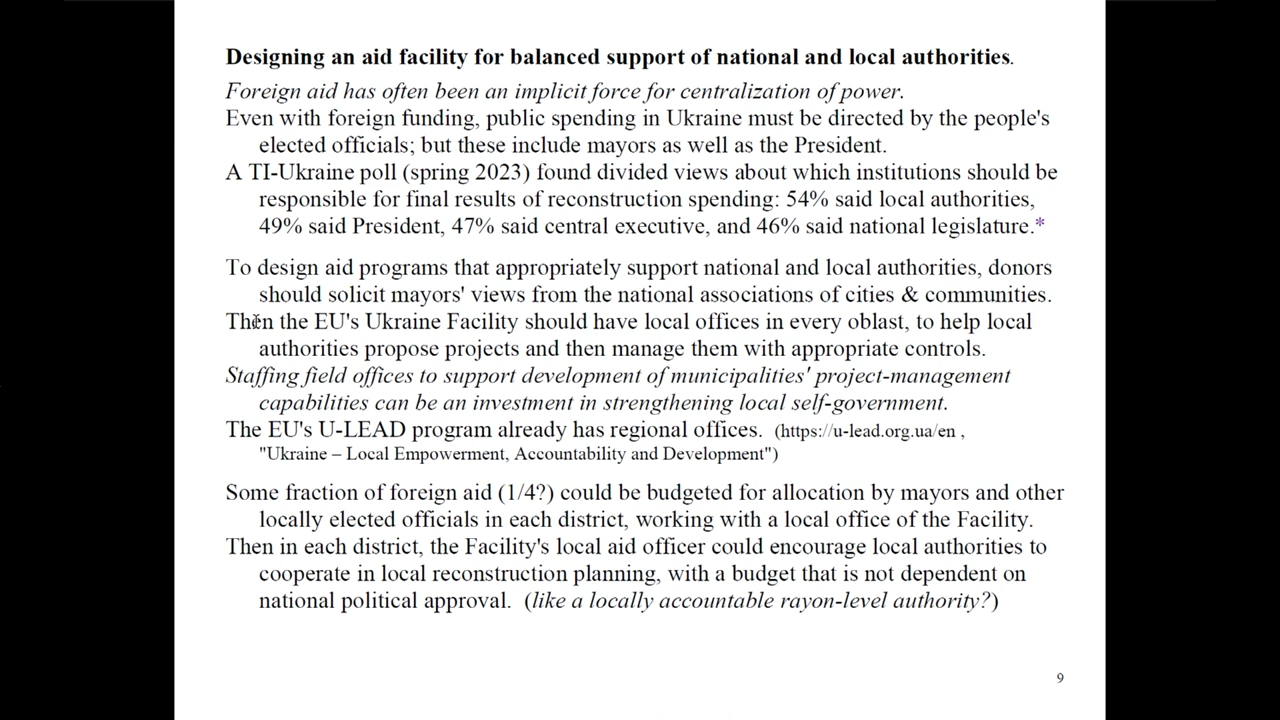 Designing an aid facility for balanced support of national and local authorities.
Foreign aid has often been an implicit force for centralization of power.
Even with foreign funding, public spending in Ukraine must be directed by the people's
elected officials; but these include mayors as well as the President.
A TI-Ukraine poll (spring 2023) found divided views about which institutions should be
responsible for final results of reconstruction spending: 54% said local authorities,
49% said President, 47% said central executive, and 46% said national legislature.*
To design aid programs that appropriately support national and local authorities, donors
should solicit mayors' views from the national associations of cities & communities.
Then the EU's Ukraine Facility should have local offices in every oblast, to help local
authorities propose projects and then manage them with appropriate controls.
Staffing field offices to support development of municipalities' project-management
capabilities can be an investment in strengthening local self-government.
The EU's U-LEAD program already has regional offices. (https://u-lead.org.ua/en ,
"Ukraine – Local Empowerment, Accountability and Development")
Some fraction of foreign aid (1/4?) could be budgeted for allocation by mayors and other
locally elected officials in each district, working with a local office of the Facility.
Then in each district, the Facility's local aid officer could encourage local authorities to
cooperate in local reconstruction planning, with a budget that is not dependent on
national political approval. (like a locally accountable rayon-level authority?)
9